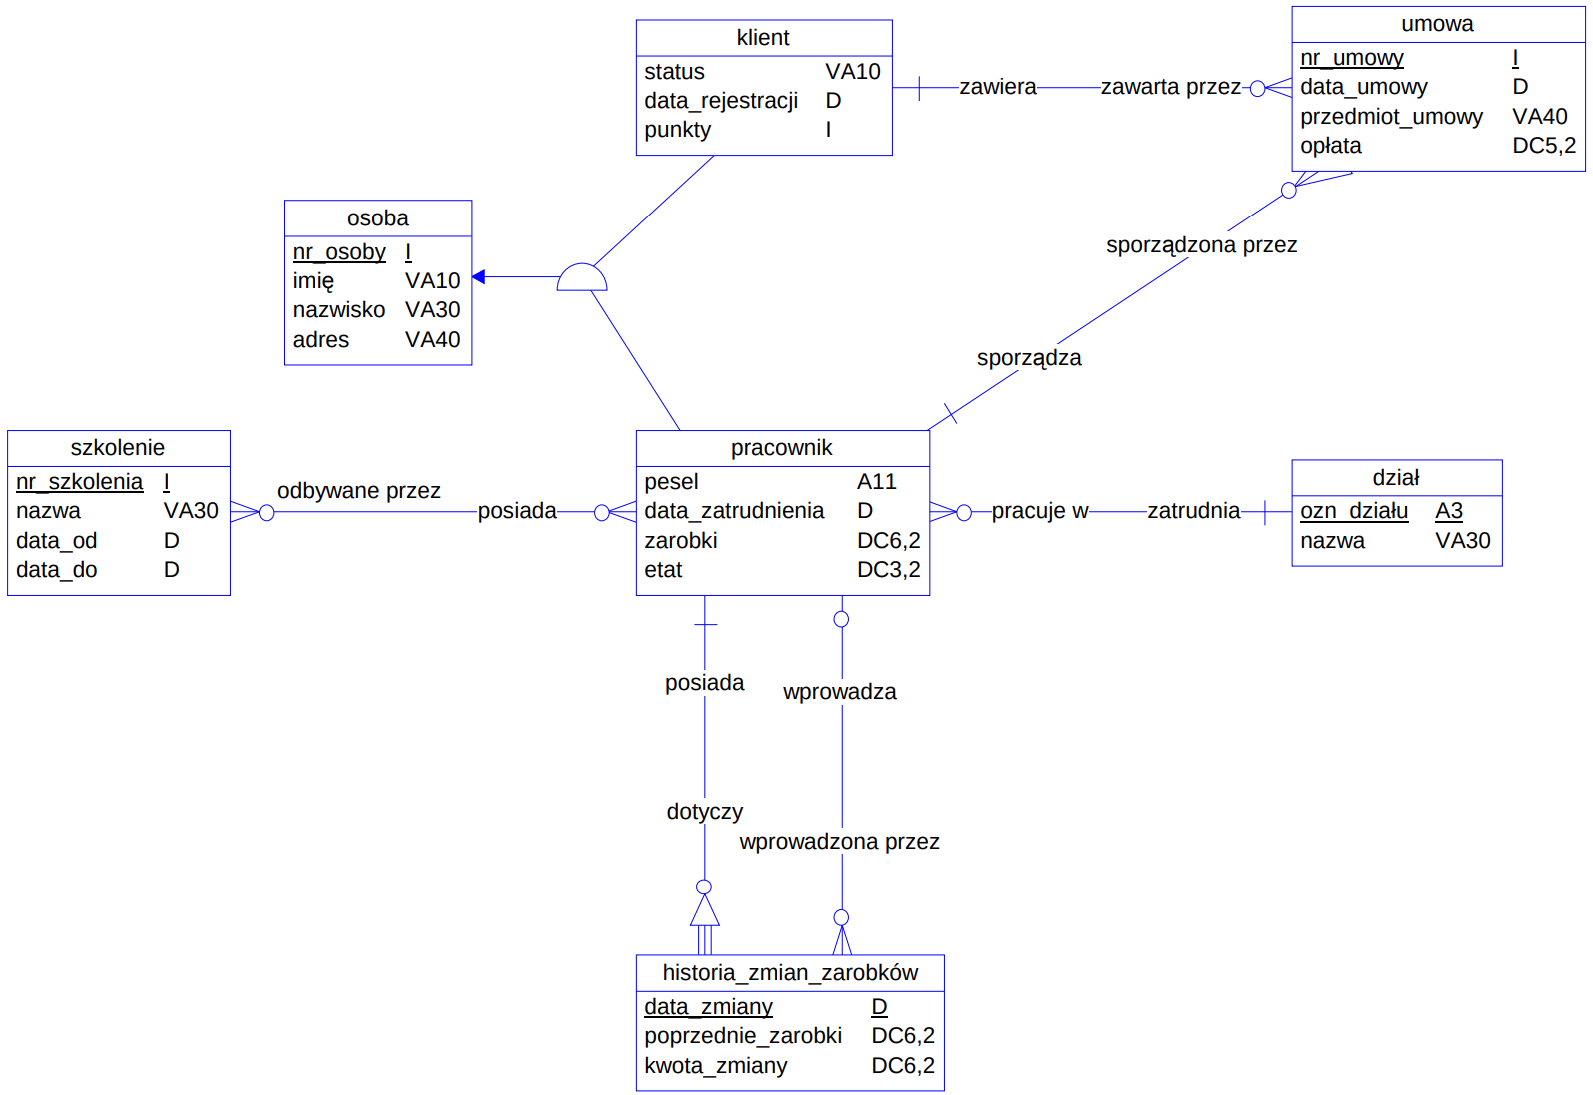 klient
status VA10
data_rejestracji D
punkty I
zawiera
zawarta przez
umowa
nr_umowy I
data_umowy D
przedmiot_umowy VA40
opłata DC5,2
osoba
nr_osoby I
imię VA10
nazwisko VA30
adres VA40
sporządzona przez
sporządza
szkolenie
nr_szkolenia I
nazwa VA30
data_od D
data_do D
odbywane przez
posiada
pracownik
pesel A11
data_zatrudnienia D
zarobki DC6,2
etat DC3,2
pracuje w
zatrudnia
dział
ozn_działu A3
nazwa VA30
posiada
wprowadza
dotyczy
wprowadzona przez
historia_zmian_zarobków
data_zmiany D
poprzednie_zarobki DC6,2
kwota_zmiany DC6,2